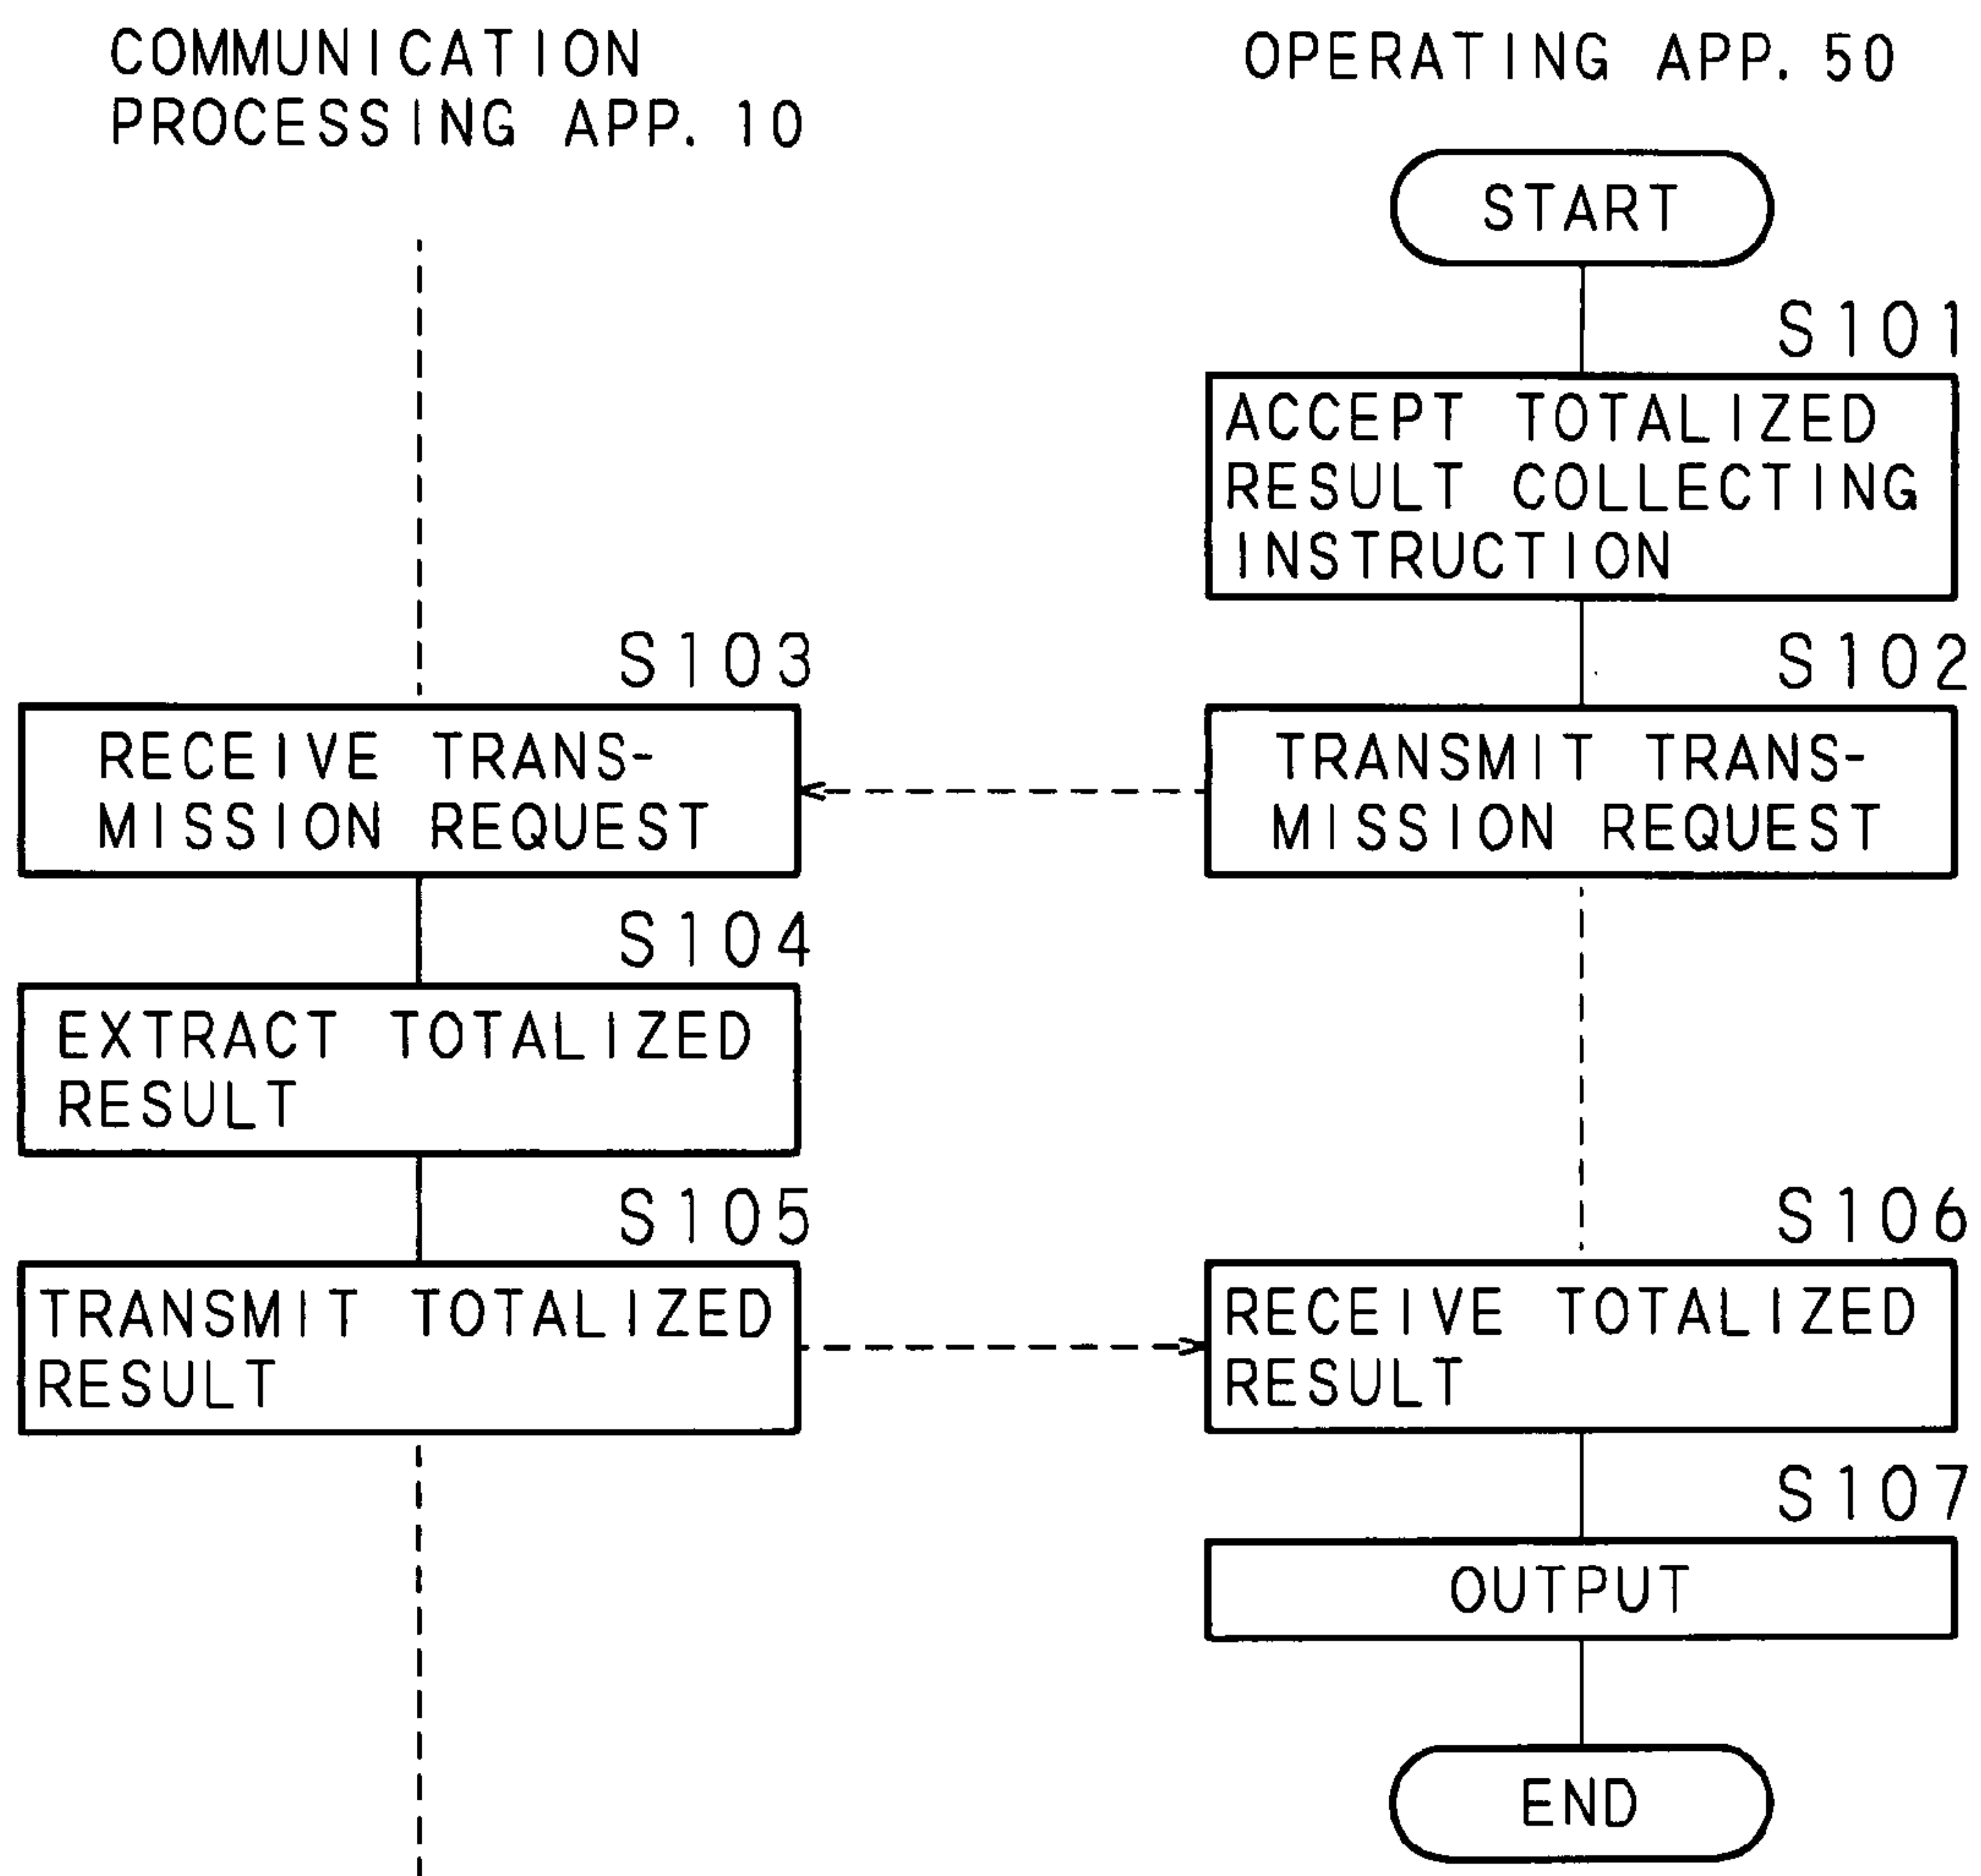 COMMUNICATION
PROCESSING APP. 10
OPERATING APP. 50
START
S101
ACCEPT TOTALIZED
RESULT COLLECTING
INSTRUCTION
S102
TRANSMIT TRANS-
MISSION REQUEST
S103
RECEIVE TRANS-
MISSION REQUEST
S104
EXTRACT TOTALIZED
RESULT
S105
TRANSMIT TOTALIZED
RESULT
S106
RECEIVE TOTALIZED
RESULT
S107
OUTPUT
END